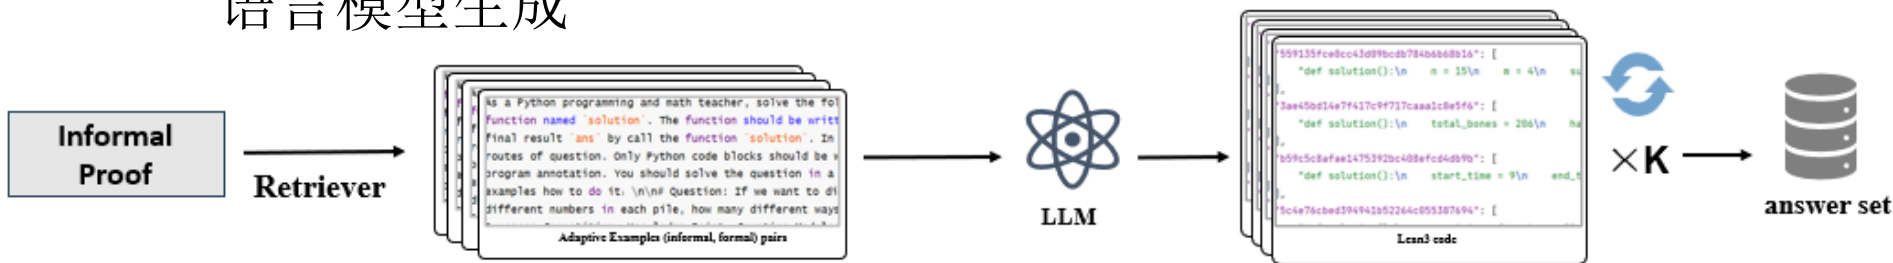 语言模型生成
Informal
Proof
Retriever
As a Python programming and math teacher, solve the fol
function named `solution`. The function should be writt
final result `ans` by call the function `solution`. In
routes of question. Only Python code blocks should be w
program annotation. You should solve the question in a
examples how to do it. \n\n# Question: If we want to di
different numbers in each pile, how many different ways
Adaptive Examples (informal, formal) pairs
LLM
"def solution():\n    n = 15\n    m = 4\n    su
"def solution():\n    total_bones = 206\n    ha
"def solution():\n    start_time = 9\n    end_t
Lean3 code
×K
answer set